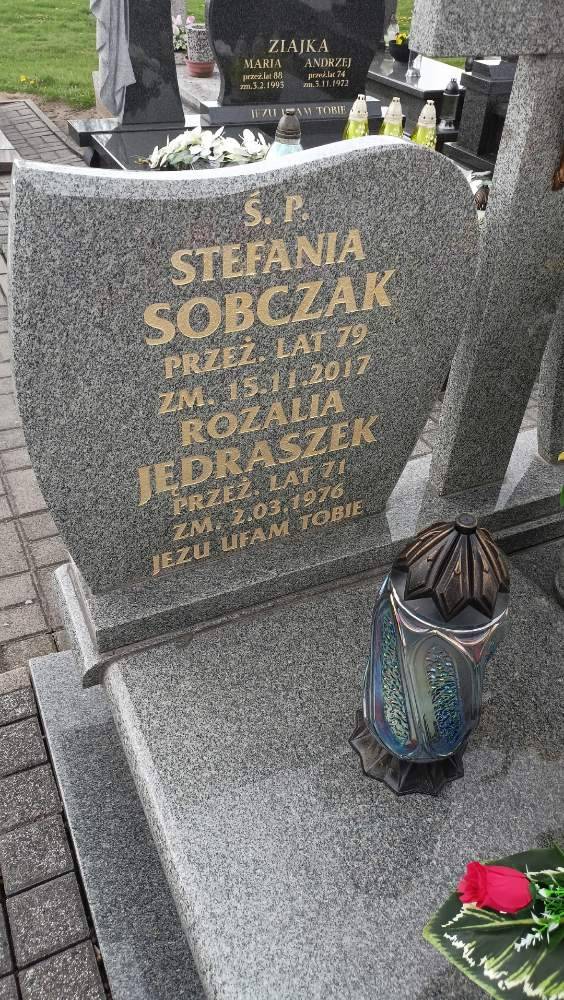 ZIAJKA
MARIA ANDRZEJ
przeż.lat 88 przeż.lat 74
zm.3.2.1993 zm.3.11.1972
JEZU UFAM TOBIE
Ś. P.
STEFANIA
SOBCZAK
PRZEŻ. LAT 79
ZM. 15.11.2017
ROZALIA
JĘDRASZEK
PRZEŻ. LAT 71
ZM. 2.03.1976
JEZU UFAM TOBIE